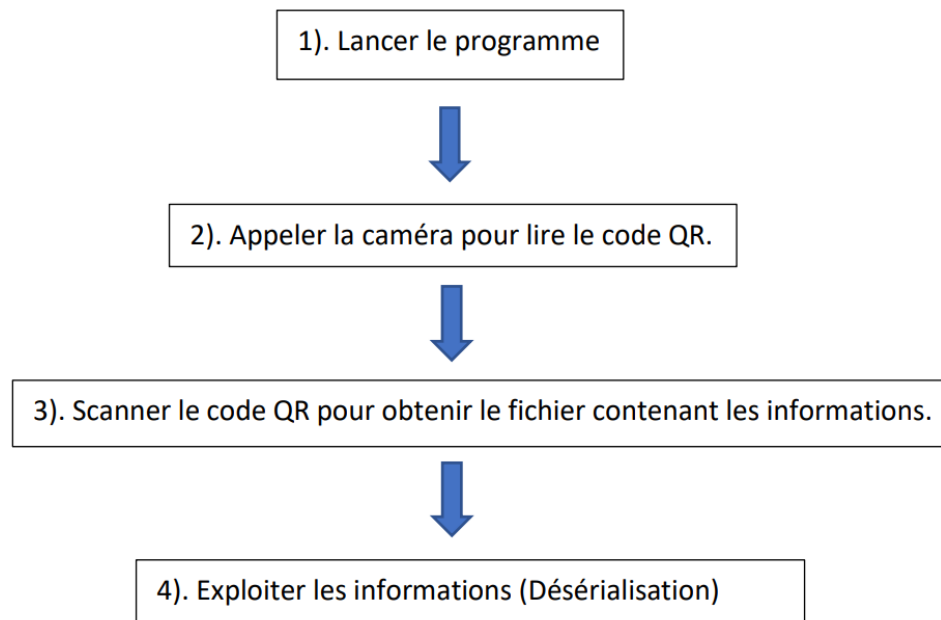 1). Lancer le programme
2). Appeler la caméra pour lire le code QR.
3). Scanner le code QR pour obtenir le fichier contenant les informations.
4). Exploiter les informations (Désérialisation)